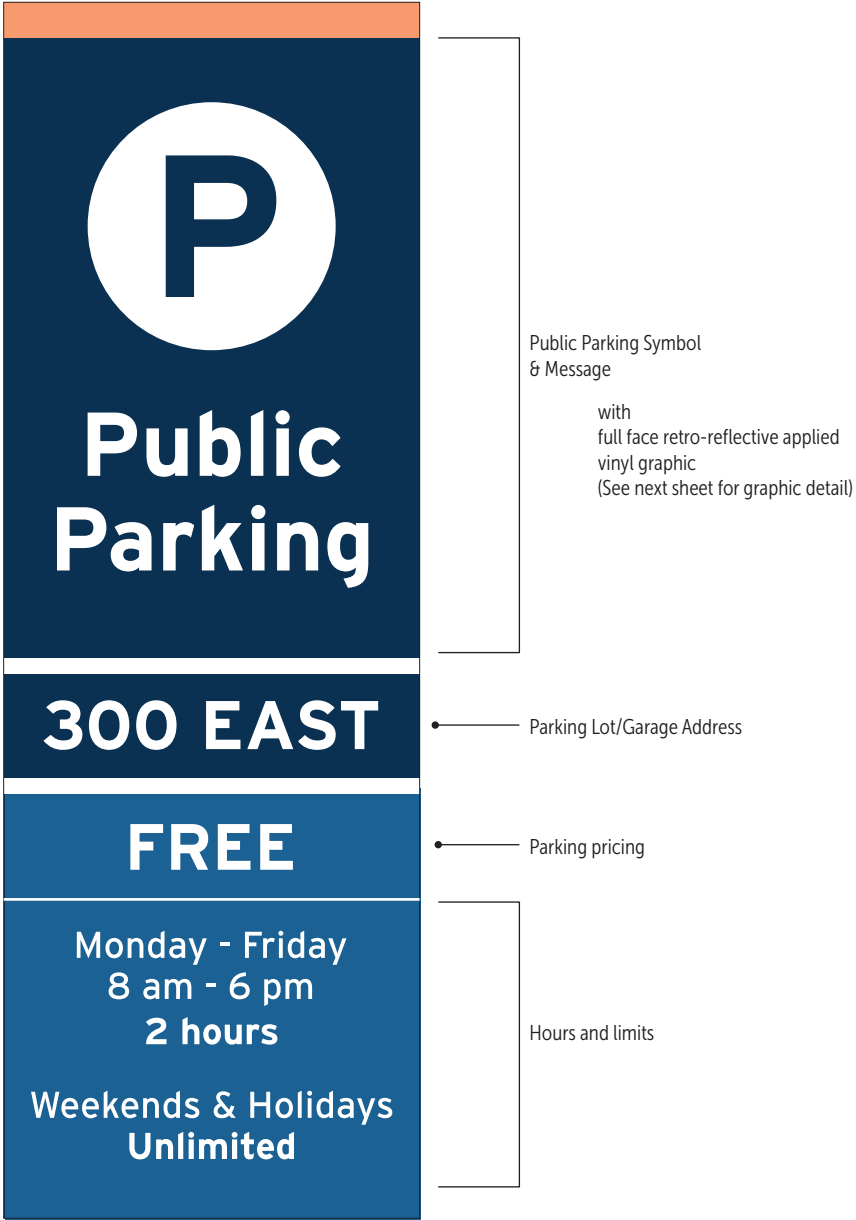 P
Public
Parking
300 EAST
FREE
Monday - Friday
8 am - 6 pm
2 hours
Weekends & Holidays
Unlimited
Public Parking Symbol
& Message
with
full face retro-reflective applied
vinyl graphic
(See next sheet for graphic detail)
Parking Lot/Garage Address
Parking pricing
Hours and limits